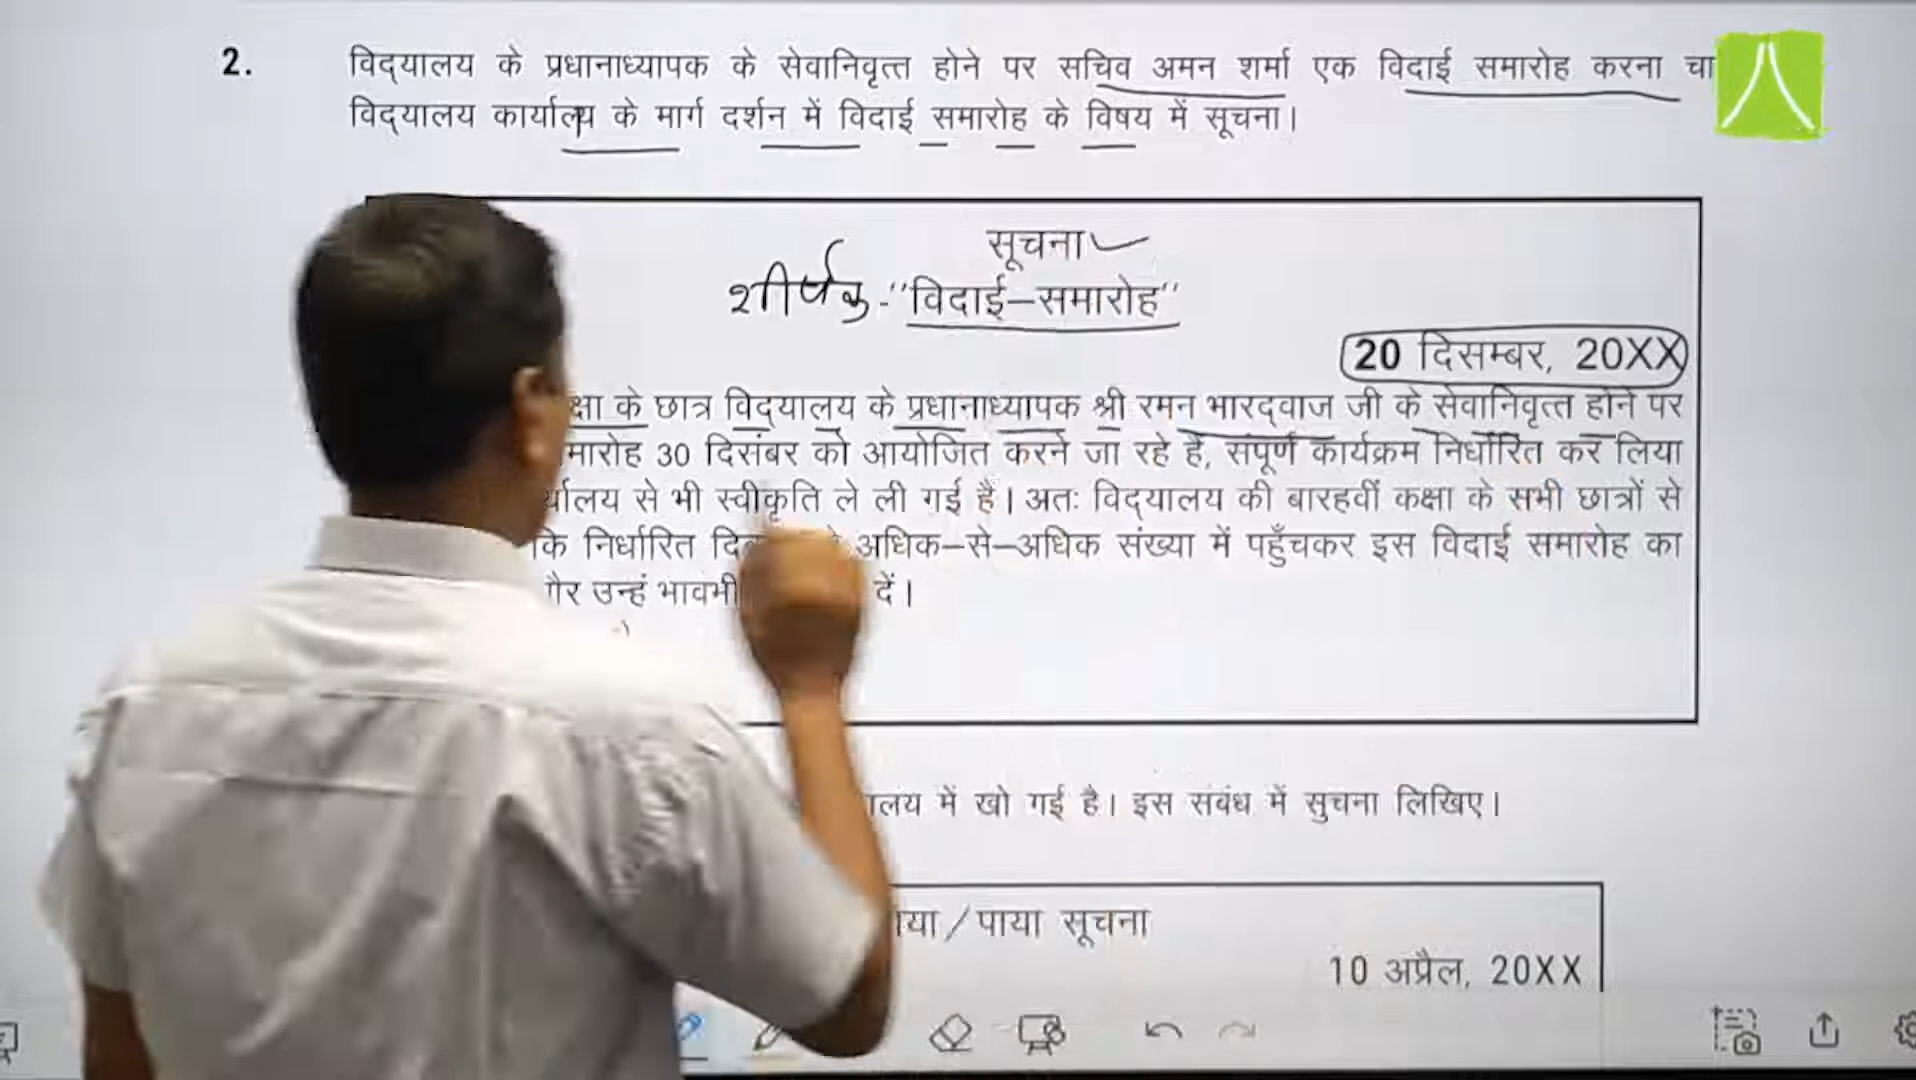 2. विद्यालय के प्रधानाध्यापक के सेवानिवृत्त होने पर सचिव अमन शर्मा एक विदाई समारोह करना चा
विद्यालय कार्यालय के मार्ग दर्शन में विदाई समारोह के विषय में सूचना।
सूचना
शीर्षक - "विदाई–समारोह"
20 दिसम्बर, 20XX
क्षा के छात्र विद्यालय के प्रधानाध्यापक श्री रमन भारद्वाज जी के सेवानिवृत्त होने पर
मारोह 30 दिसंबर को आयोजित करने जा रहे हैं, संपूर्ण कार्यक्रम निर्धारित कर लिया
र्यालय से भी स्वीकृति ले ली गई है। अतः विद्यालय की बारहवीं कक्षा के सभी छात्रों से
कि निर्धारित अधिक–से–अधिक संख्या में पहुँचकर इस विदाई समारोह का
उन्हं भावभी दें।
ालय में खो गई है। इस संबंध में सुचना लिखिए।
ोया/पाया सूचना
10 अप्रैल, 20XX